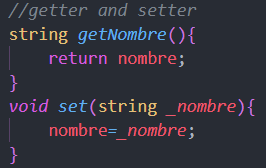 //getter and setter
string getNombre(){
    return nombre;
}
void set(string _nombre){
    nombre=_nombre;
}